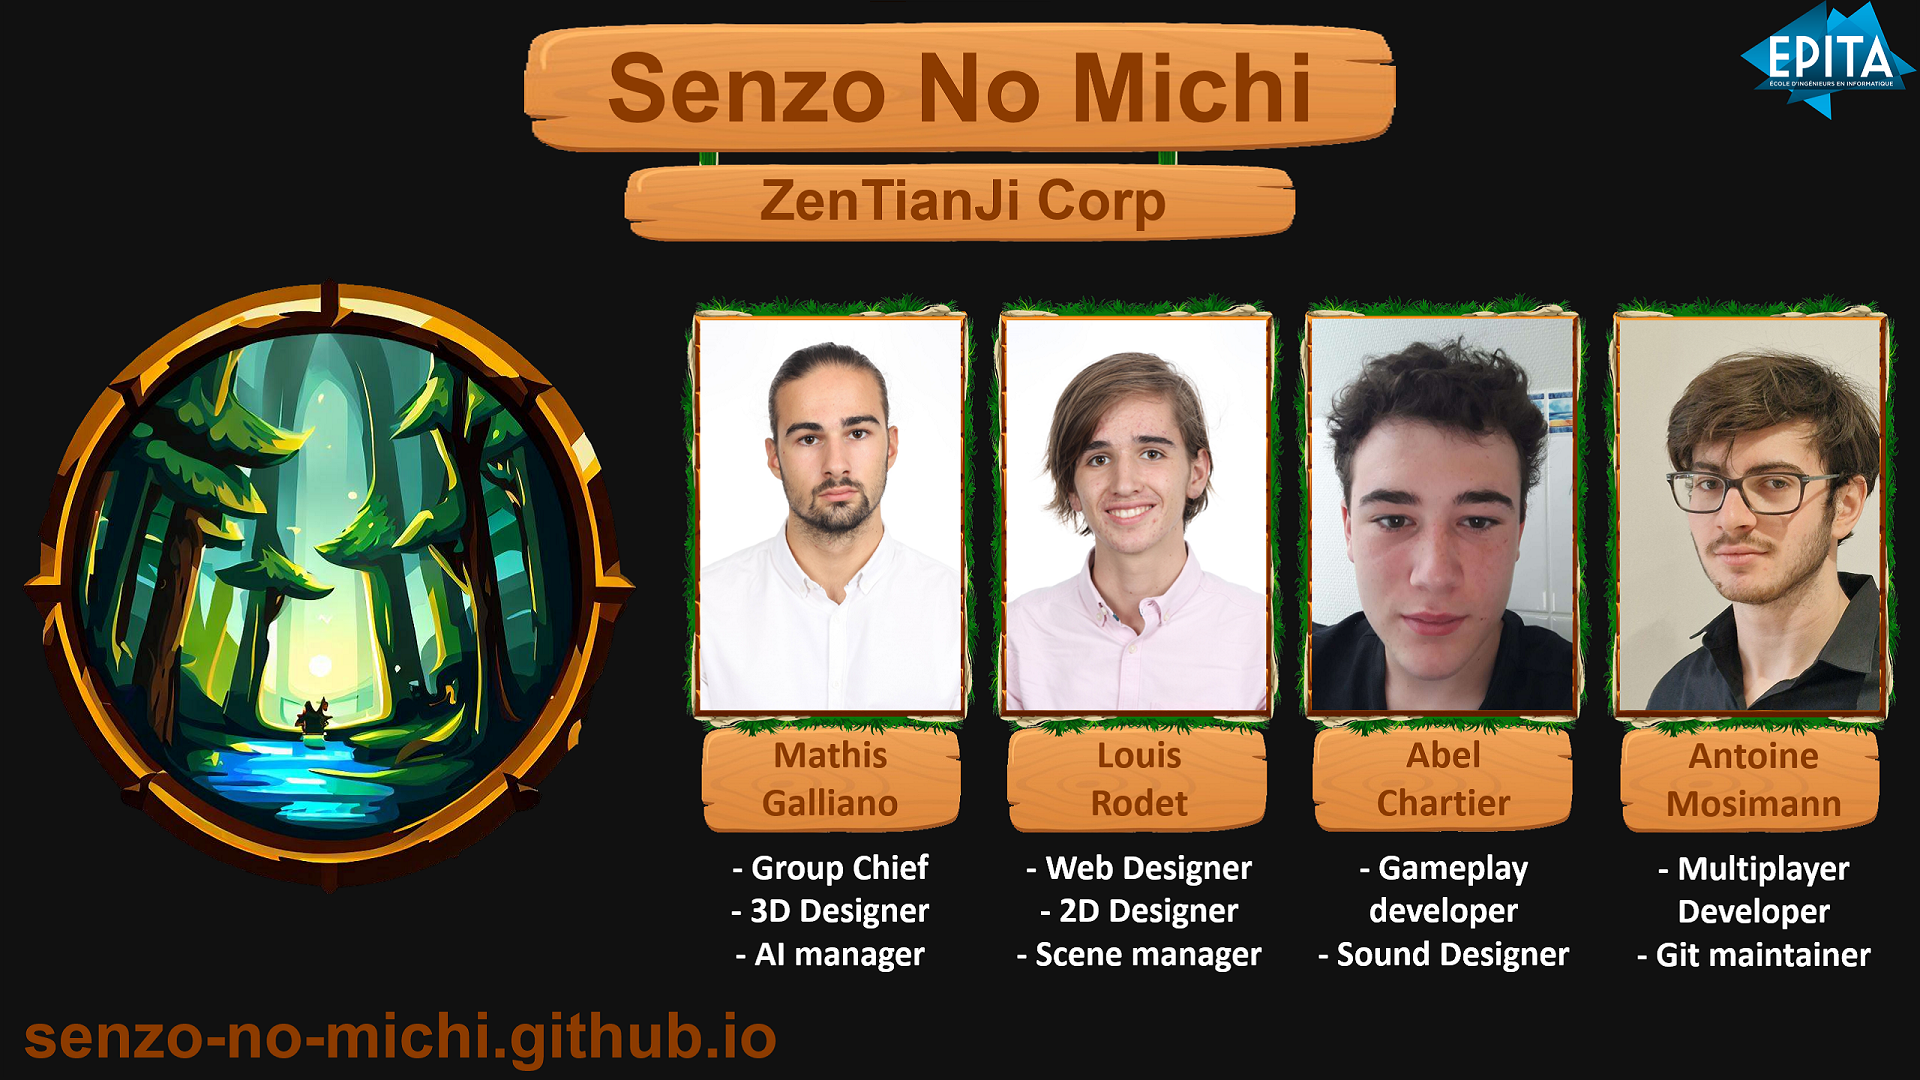 Senzo No Michi
ZenTianJi Corp
EPITA
ÉCOLE D'INGÉNIEURS EN INFORMATIQUE
Mathis
Galliano
- Group Chief
- 3D Designer
- AI manager
Louis
Rodet
- Web Designer
- 2D Designer
- Scene manager
Abel
Chartier
- Gameplay
developer
- Sound Designer
Antoine
Mosimann
- Multiplayer
Developer
- Git maintainer
senzo-no-michi.github.io